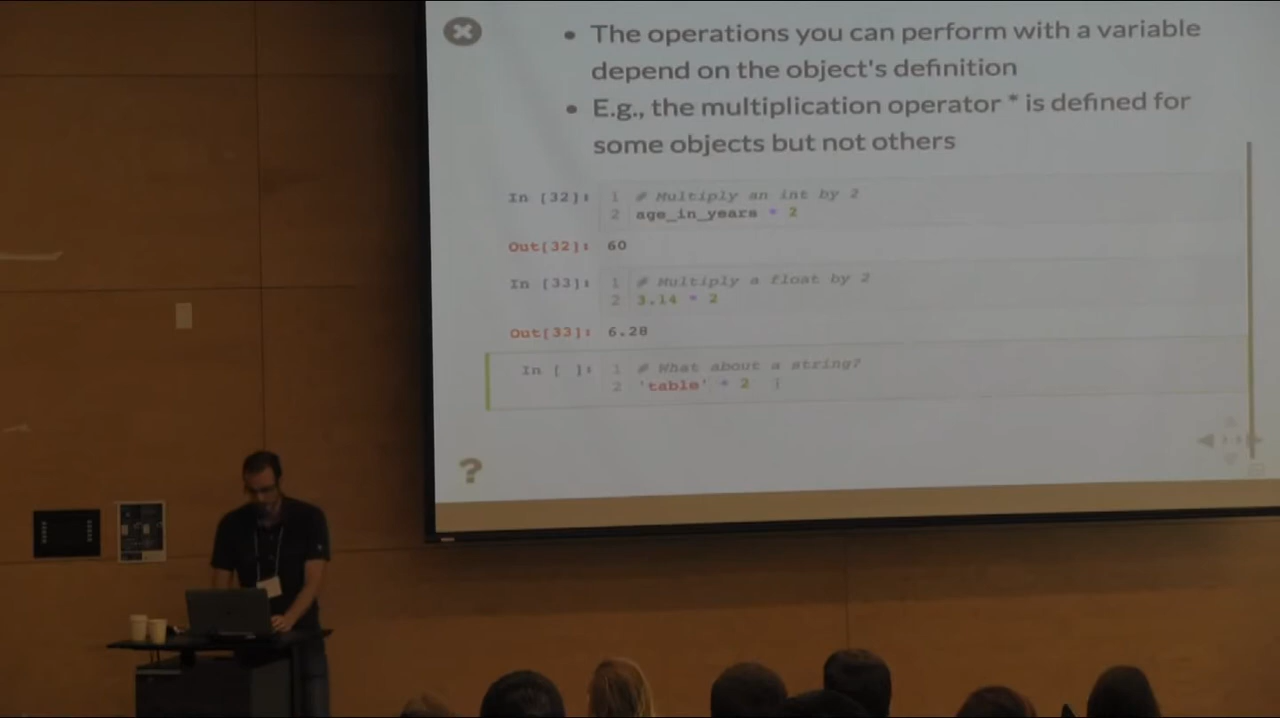 • The operations you can perform with a variable
depend on the object's definition
• E.g., the multiplication operator * is defined for
some objects but not others
In [32]: 1 # Multiply an int by 2
2 age_in_years * 2
Out[32]: 60
In [33]: 1 # Multiply a float by 2
2 3.14 * 2
Out[33]: 6.28
In [ ]: 1 # What about a string?
2 'table' * 2
?